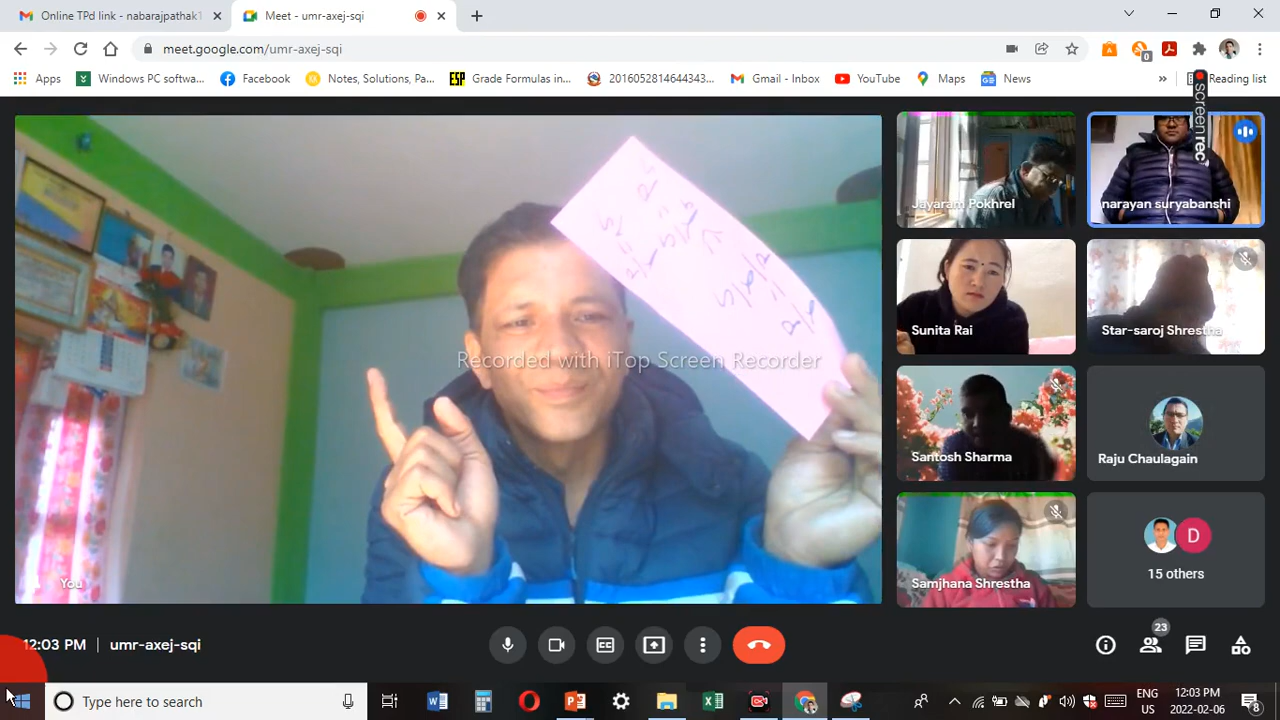 Online TPd link - nabarajpathak1
Meet - umr-axej-sqi
meet.google.com/umr-axej-sqi
0
Apps
Windows PC softwa...
Facebook
Notes, Solutions, Pa...
ESP Grade Formulas in...
2016052814644343...
Gmail - Inbox
YouTube
Maps
News
»
Reading list
screenrec
Jayaram Pokhrel
narayan suryabanshi
Sunita Rai
Star-saroj Shrestha
Recorded with iTop Screen Recorder
Santosh Sharma
Raju Chaulagain
Samjhana Shrestha
D
15 others
You
12:03 PM | umr-axej-sqi
23
Type here to search
ENG
US
12:03 PM
2022-02-06
8